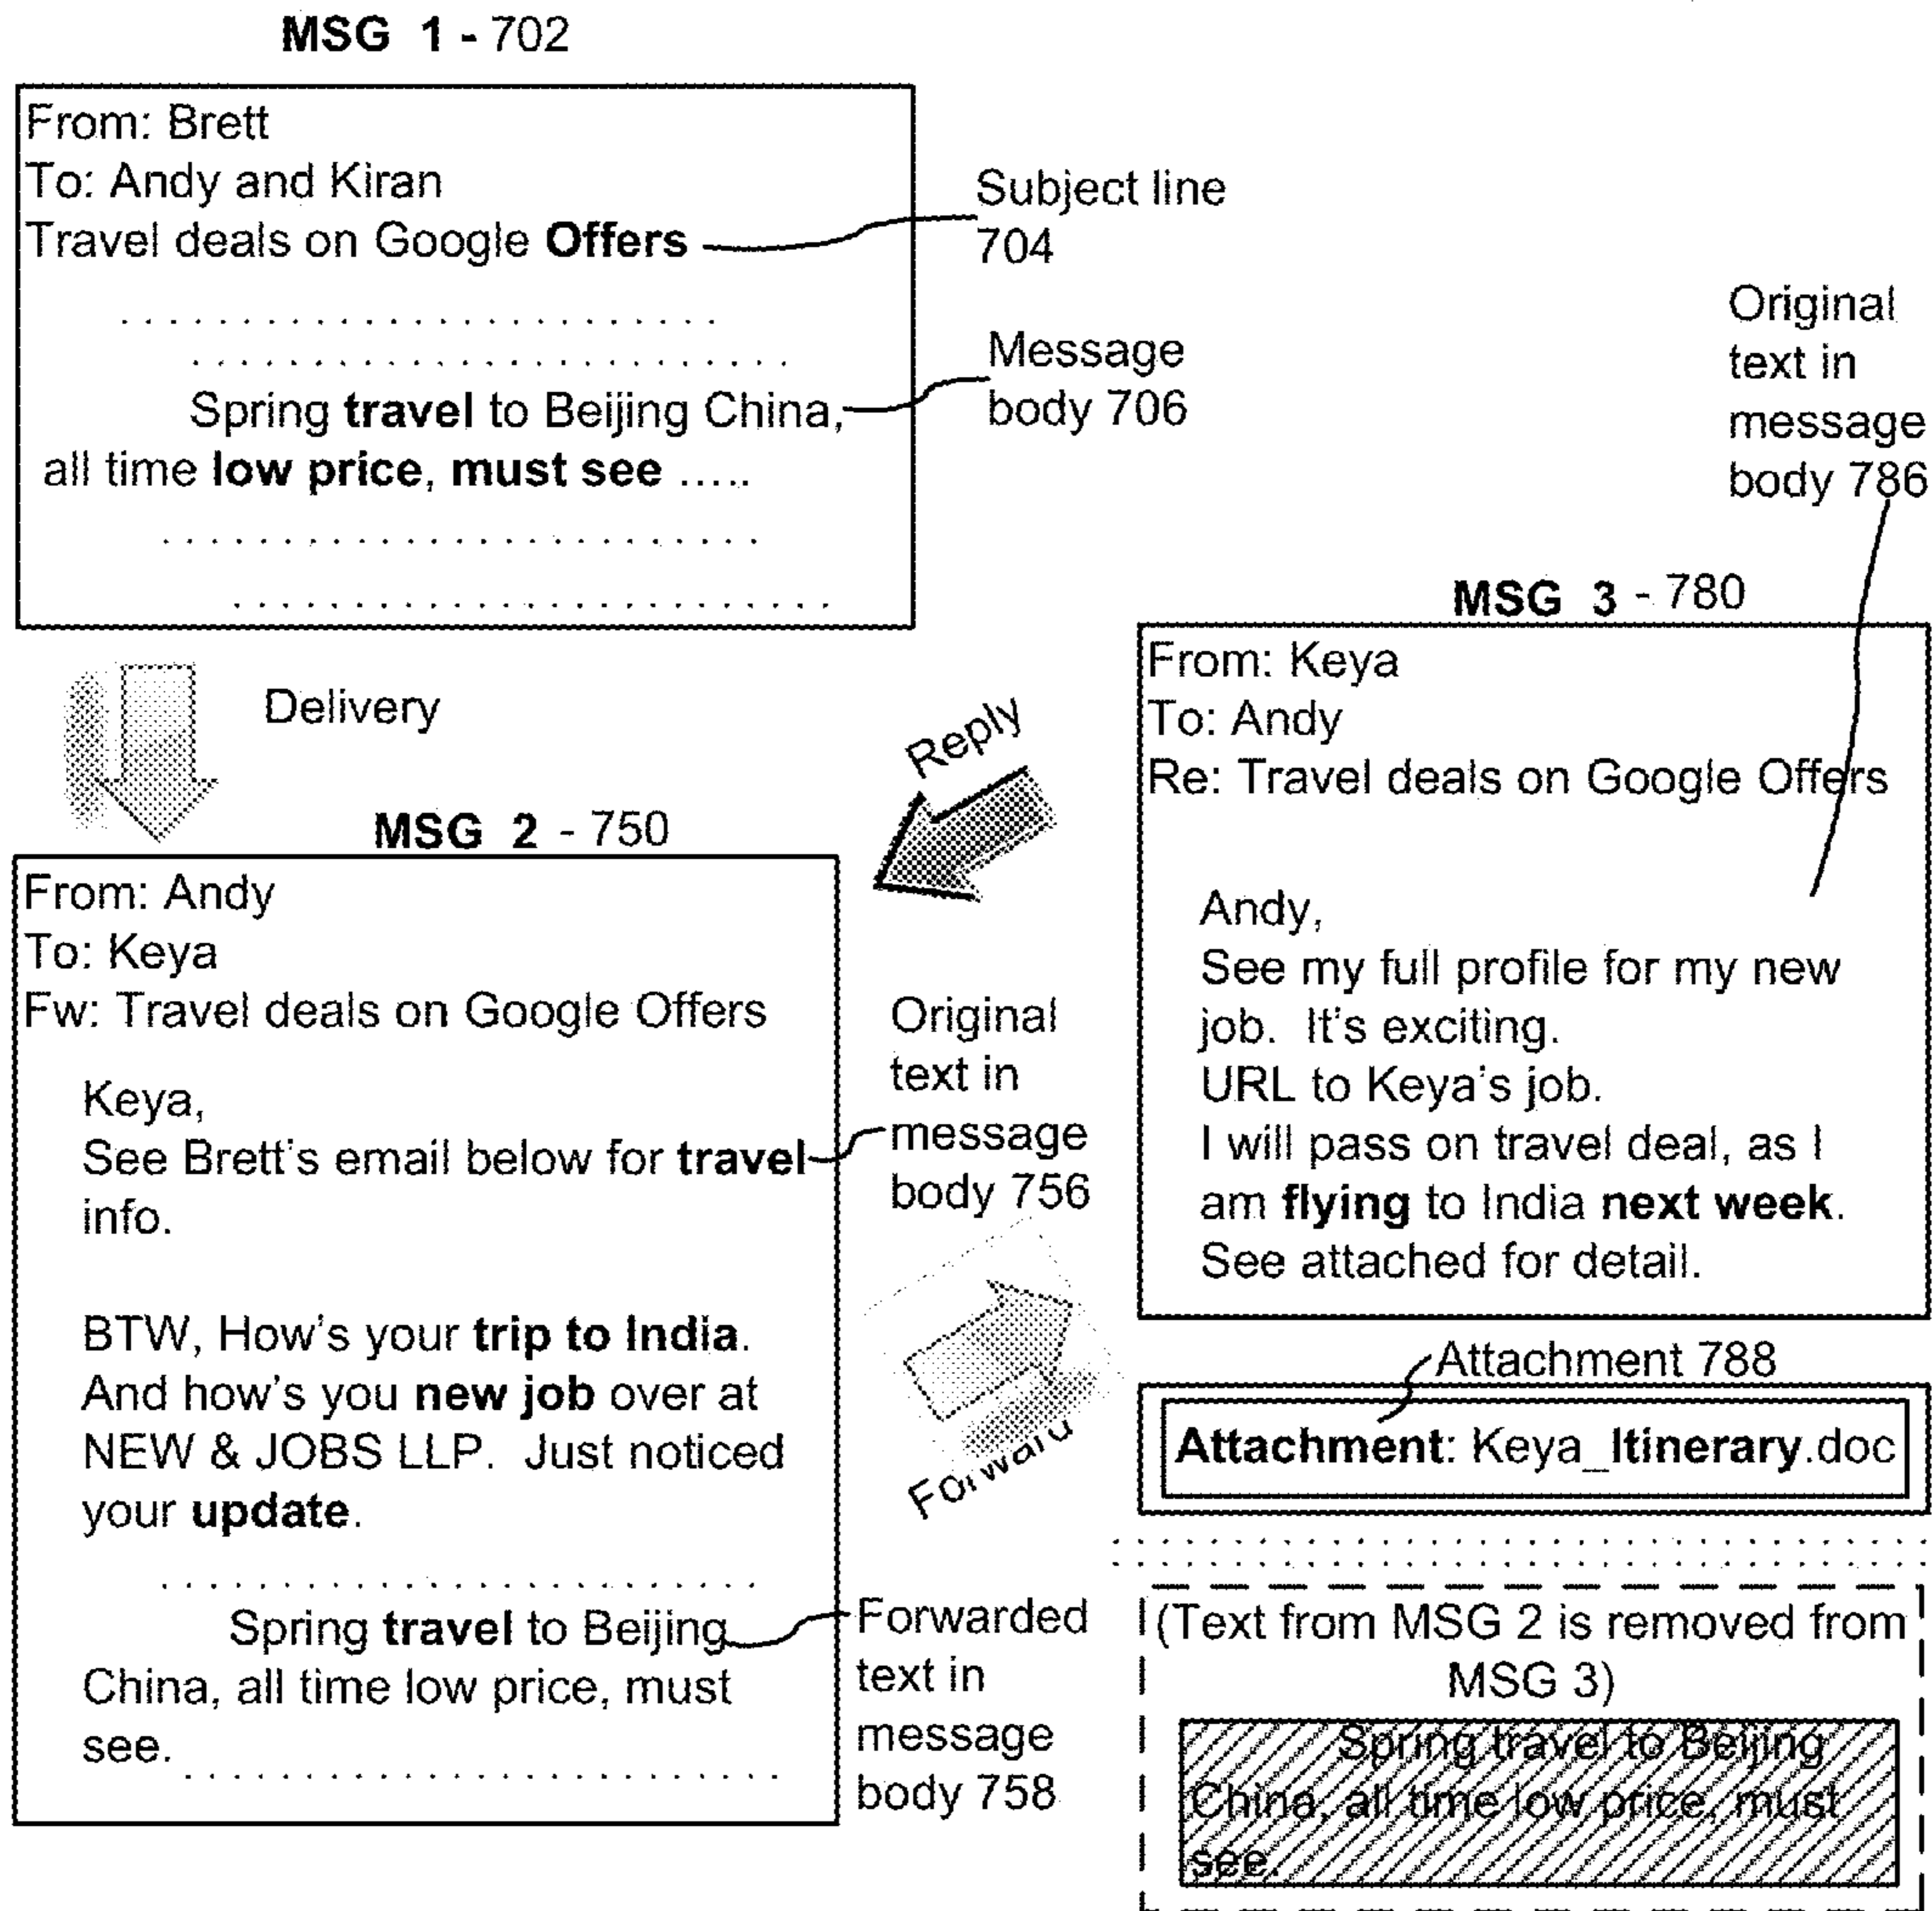 MSG 1 - 702
From: Brett
To: Andy and Kiran
Travel deals on Google Offers
Subject line
704
Spring travel to Beijing China,
all time low price, must see .....
Message
body 706
Delivery
MSG 2 - 750
From: Andy
To: Keya
Fw: Travel deals on Google Offers
Keya,
See Brett's email below for travel
info.
BTW, How's your trip to India.
And how's you new job over at
NEW & JOBS LLP. Just noticed
your update.
Spring travel to Beijing
China, all time low price, must
see.
Original
text in
message
body 756
Forwarded
text in
message
body 758
Reply
Forward
Original
text in
message
body 786
MSG 3 - 780
From: Keya
To: Andy
Re: Travel deals on Google Offers
Andy,
See my full profile for my new
job. It's exciting.
URL to Keya's job.
I will pass on travel deal, as I
am flying to India next week.
See attached for detail.
Attachment 788
Attachment: Keya_Itinerary.doc
(Text from MSG 2 is removed from
MSG 3)
Spring travel to Beijing
China, all time low price, must
see.